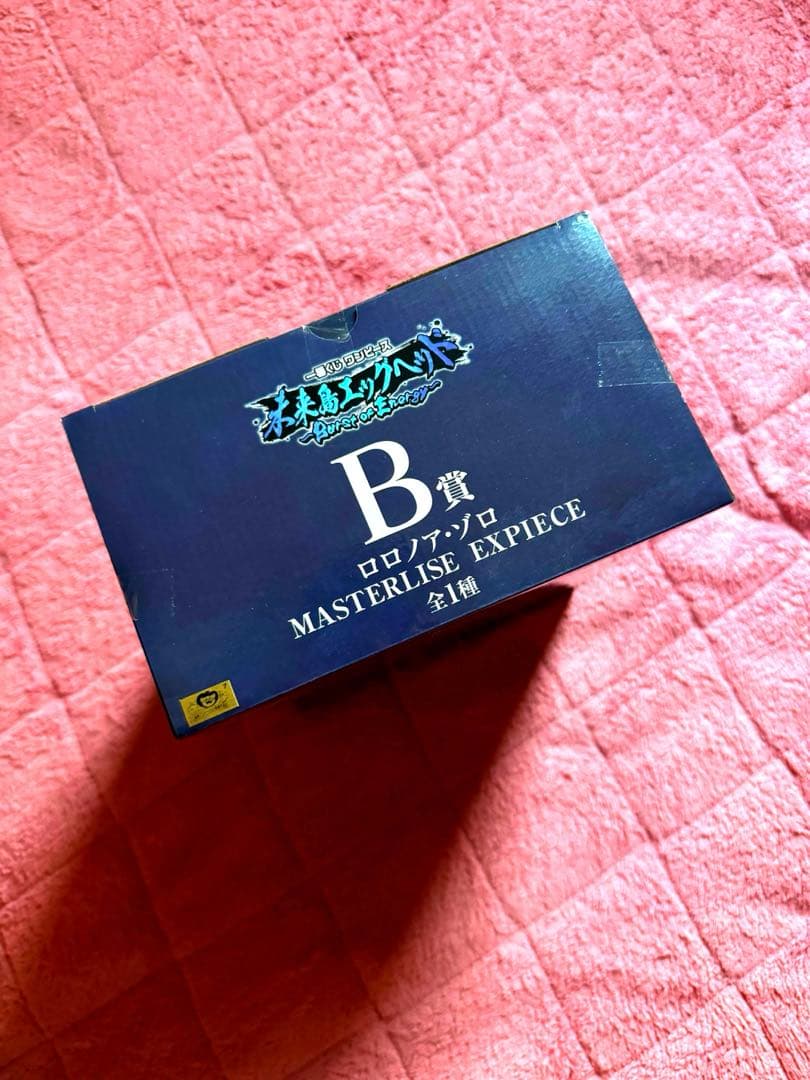 一番くじ ワンピース
未来島エッグヘッド
~Burst of Energy~
B賞
ロロノア・ゾロ
MASTERLISE EXPIECE
全1種